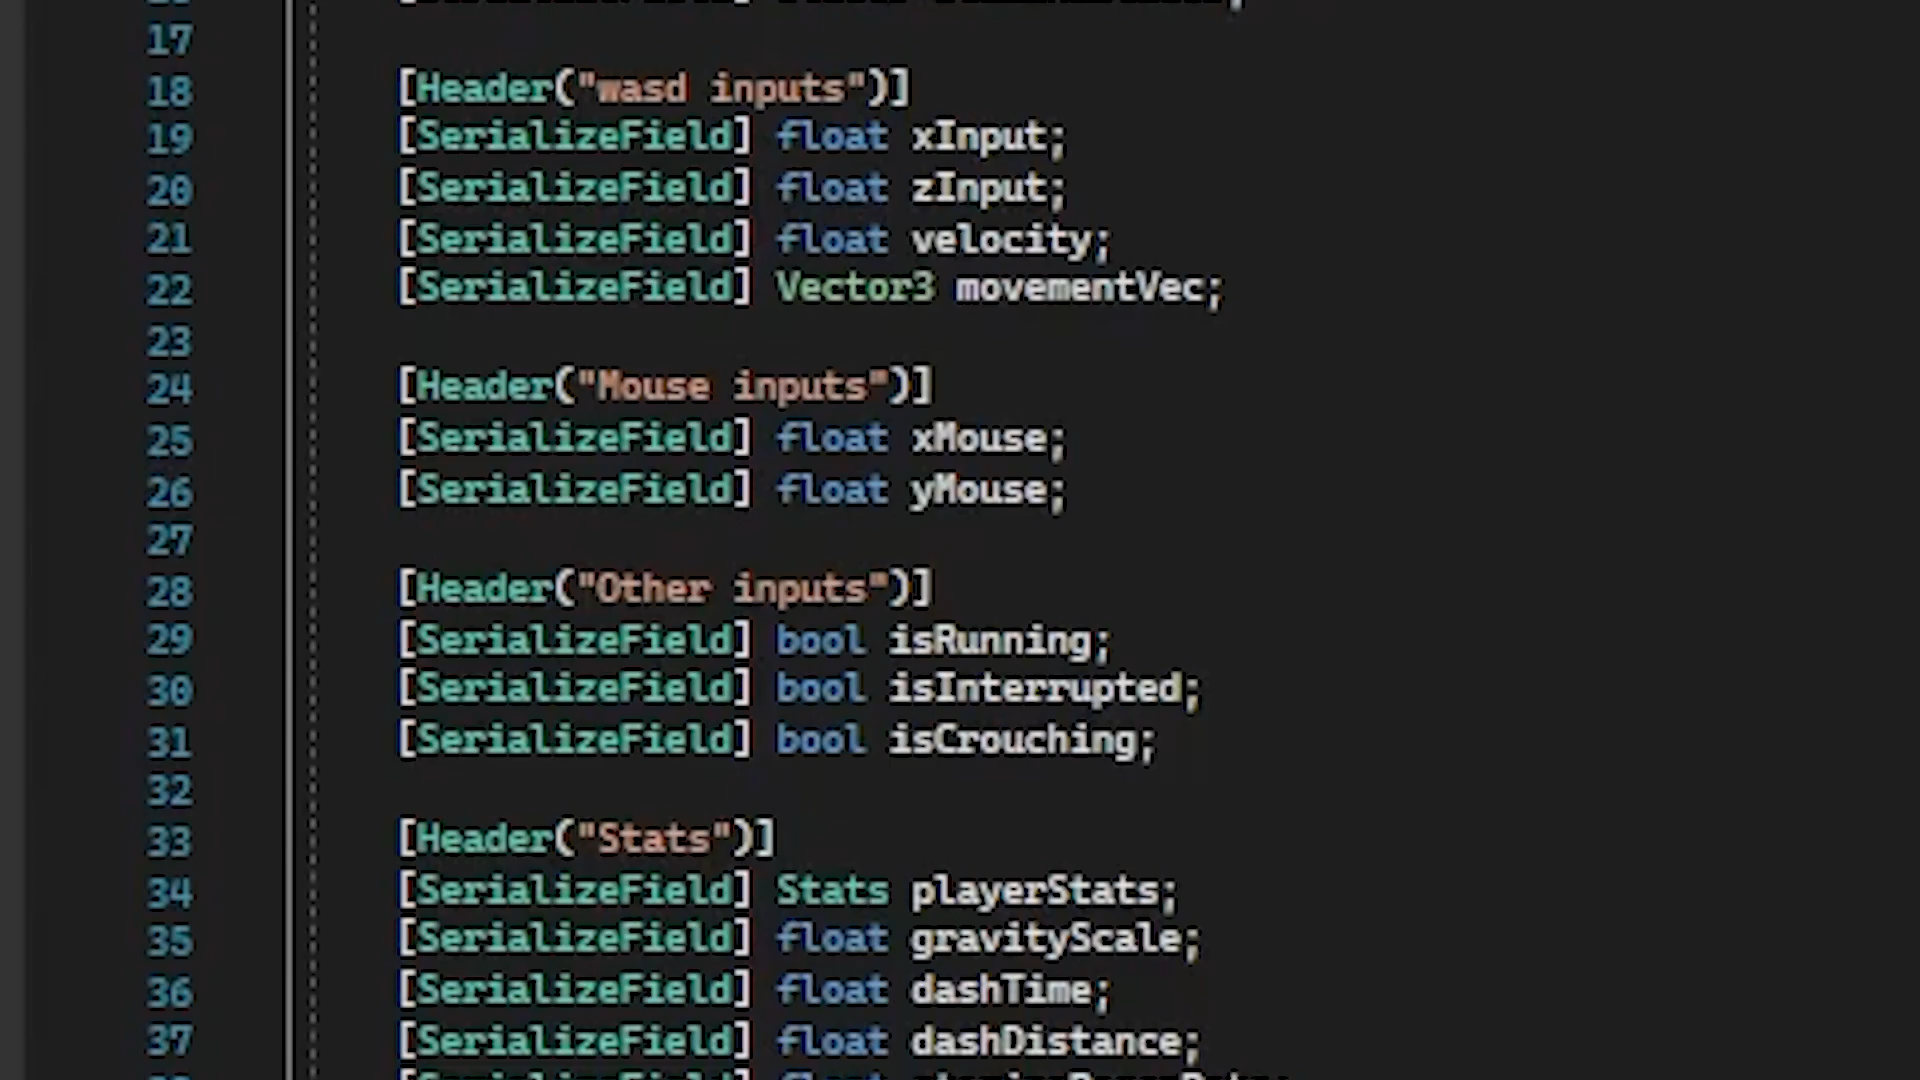 17
18 [Header("wasd inputs")]
19 [SerializeField] float xInput;
20 [SerializeField] float zInput;
21 [SerializeField] float velocity;
22 [SerializeField] Vector3 movementVec;
23
24 [Header("Mouse inputs")]
25 [SerializeField] float xMouse;
26 [SerializeField] float yMouse;
27
28 [Header("Other inputs")]
29 [SerializeField] bool isRunning;
30 [SerializeField] bool isInterrupted;
31 [SerializeField] bool isCrouching;
32
33 [Header("Stats")]
34 [SerializeField] Stats playerStats;
35 [SerializeField] float gravityScale;
36 [SerializeField] float dashTime;
37 [SerializeField] float dashDistance;